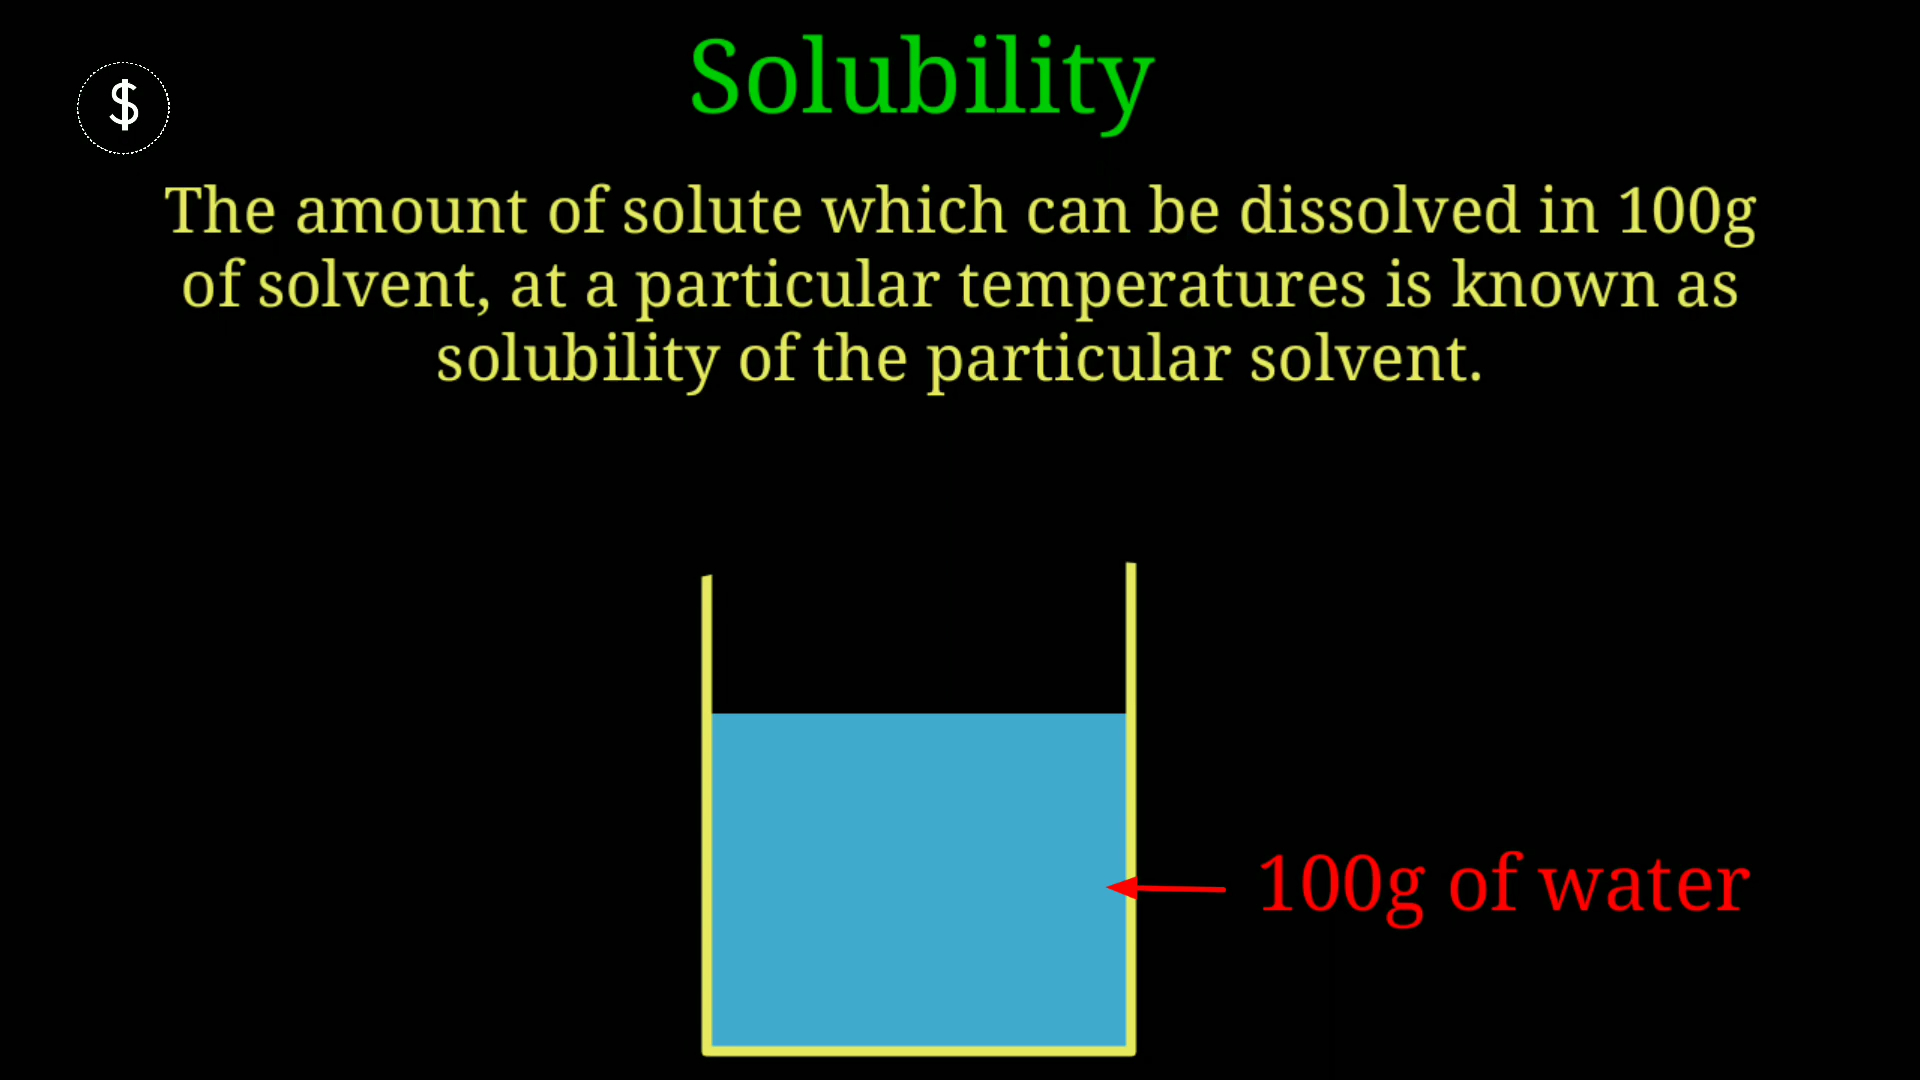 Solubility
$
The amount of solute which can be dissolved in 100g
of solvent, at a particular temperatures is known as
solubility of the particular solvent.
100g of water